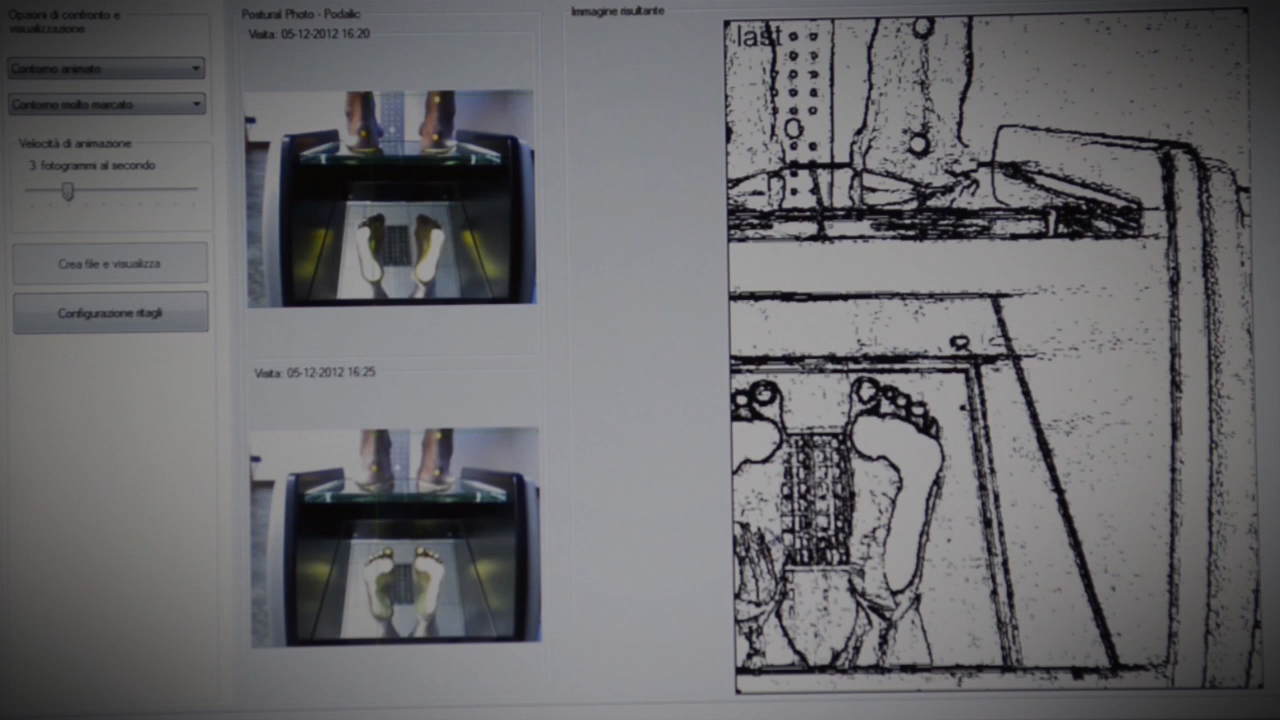 Opzioni di confronto e
visualizzazione
Contorno animato
Contorno molto marcato
Velocità di animazione
3 fotogrammi al secondo
Crea file e visualizza
Configurazione ritagli
Postural Photo - Podalic
Visita: 05-12-2012 16:20
Visita: 05-12-2012 16:25
Immagine risultante
last